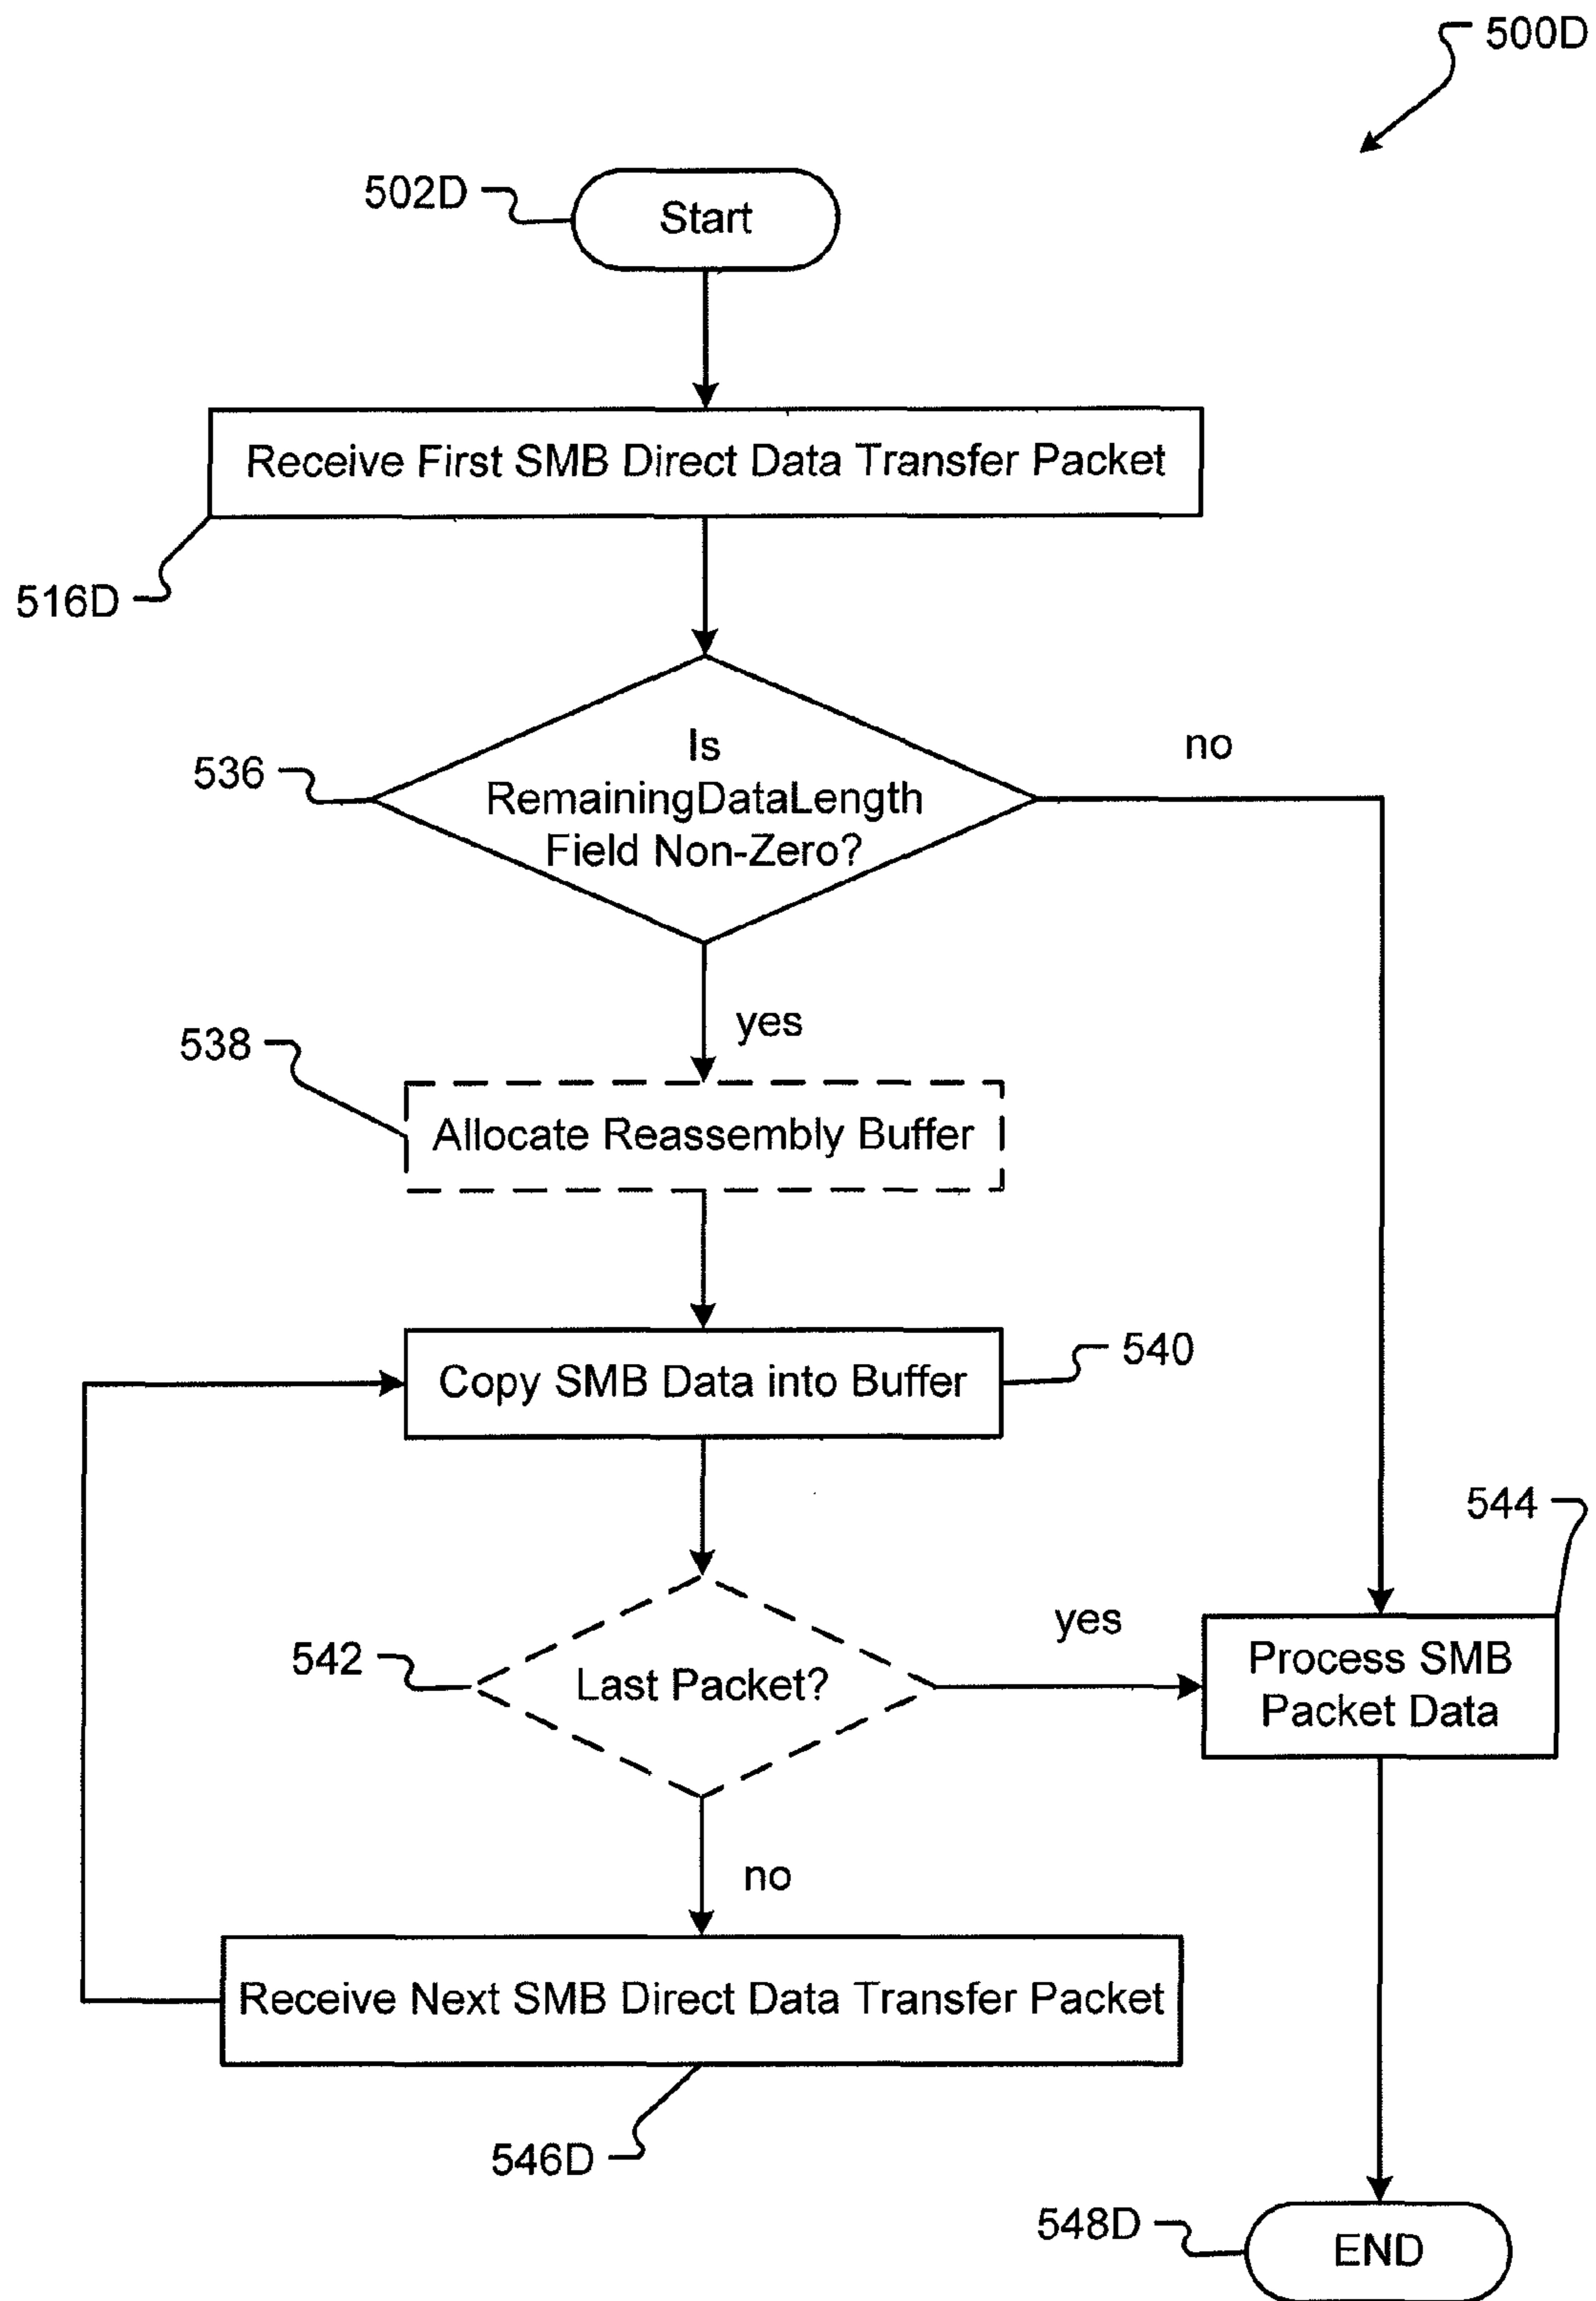 500D
502D
Start
Receive First SMB Direct Data Transfer Packet
516D
536
Is
RemainingDataLength
Field Non-Zero?
no
yes
538
Allocate Reassembly Buffer
Copy SMB Data into Buffer
540
544
542
Last Packet?
yes
Process SMB
Packet Data
no
Receive Next SMB Direct Data Transfer Packet
546D
548D
END